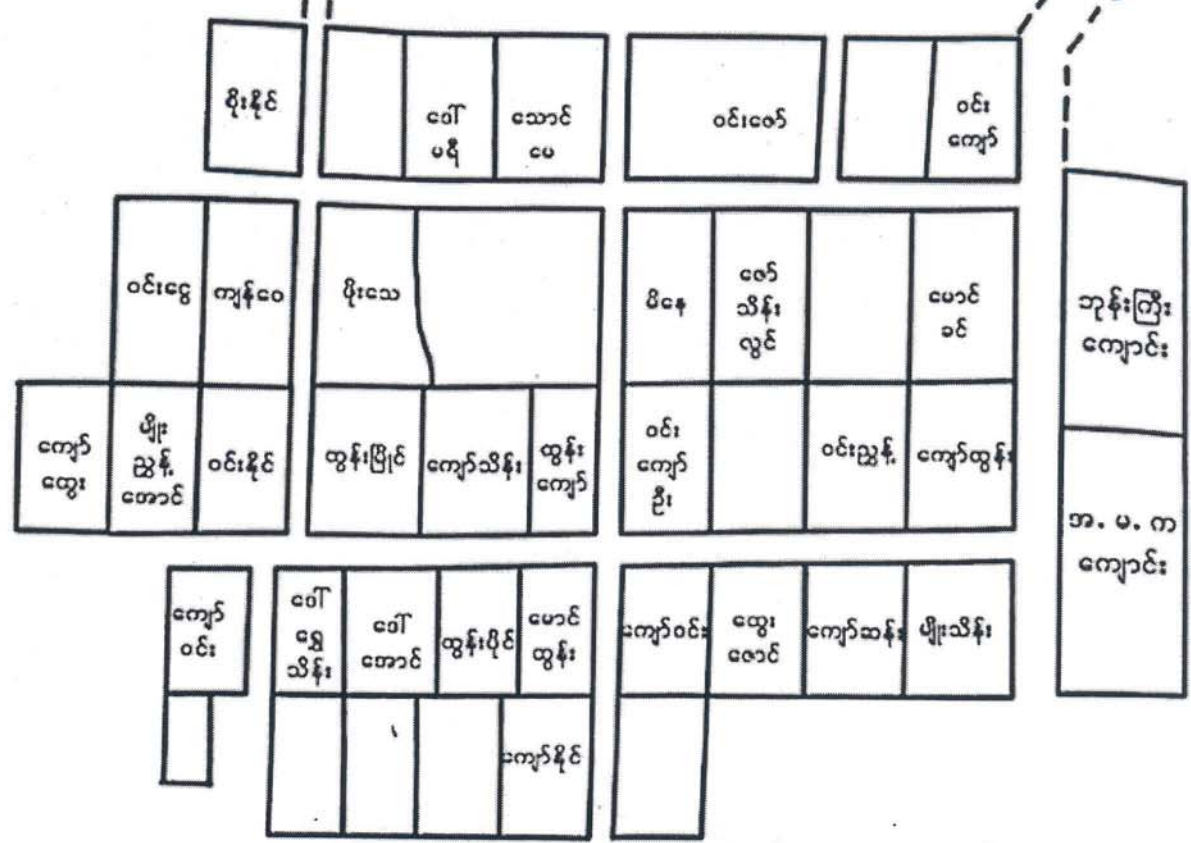 စိုးနိုင်
ဒေါ်
မရီ
သောင်
မေ
ဝင်းဇော်
ဝင်း
ကျော်
ဝင်းငွေ
ကျန်ဝေ
ဖိုးသေ
မိနေ
ဇော်
သိန်း
လွင်
မောင်
ခင်
ဘုန်းကြီး
ကျောင်း
ကျော်
ထွေး
မျိုး
ညွန့်
အောင်
ဝင်းနိုင်
ထွန်းမြိုင်
ကျော်သိန်း
ထွန်း
ကျော်
ဝင်း
ကျော်
ဦး
ဝင်းညွန့်
ကျော်ထွန်း
အ.မ.က
ကျောင်း
ကျော်
ဝင်း
ဒေါ်
ရွှေ
သိန်း
ဒေါ်
အောင်
ထွန်းပိုင်
မောင်
ထွန်း
ကျော်ဝင်း
ထွေး
ဇောင်
ကျော်ဆန်း
မျိုးသိန်း
ကျော်နိုင်